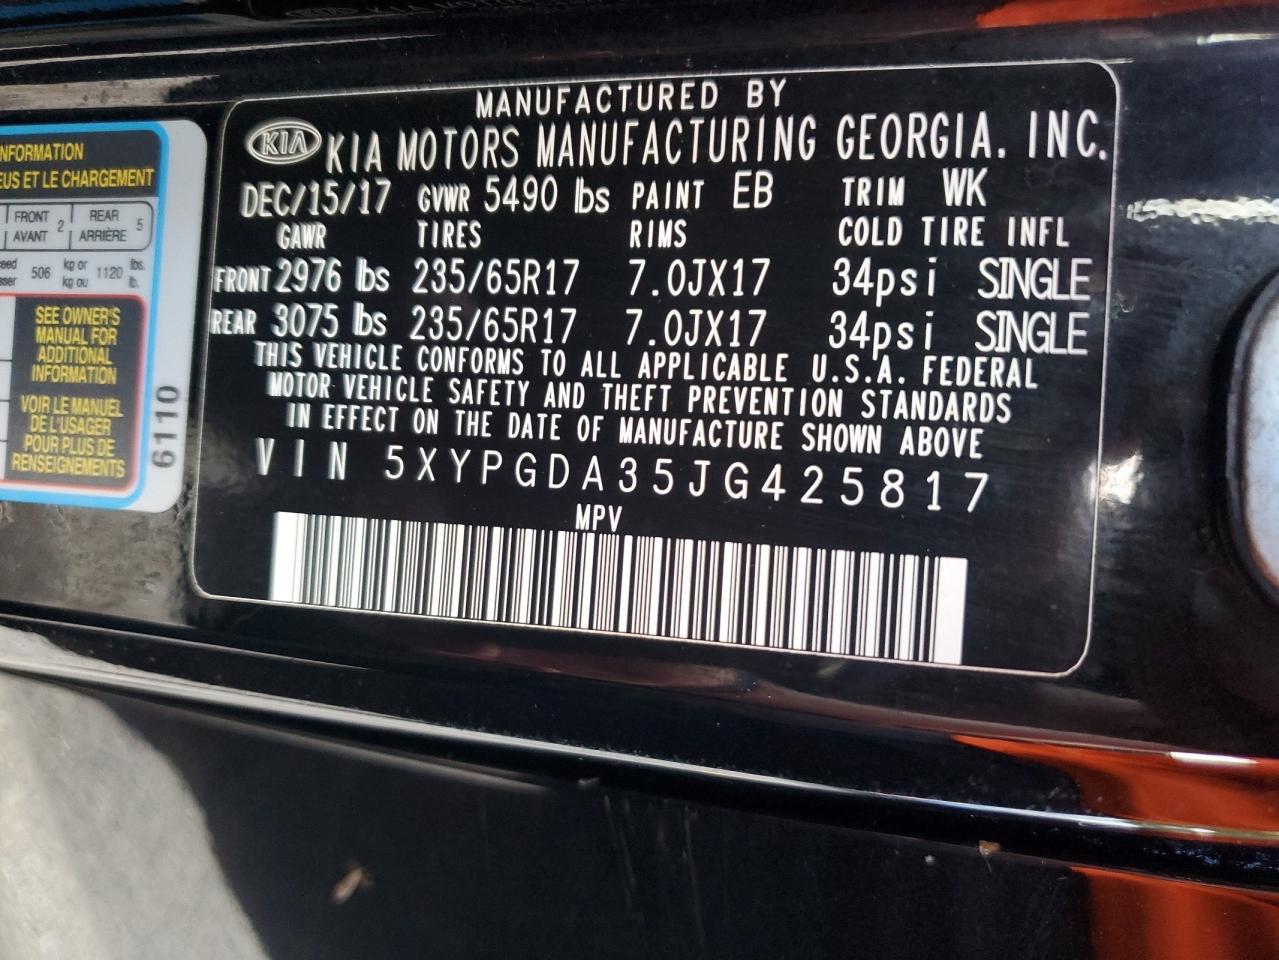 MANUFACTURED BY
KIA KIA MOTORS MANUFACTURING GEORGIA, INC.
DEC/15/17 GVWR 5490 lbs PAINT EB TRIM WK
GAWR TIRES RIMS COLD TIRE INFL
FRONT 2976 lbs 235/65R17 7.0JX17 34psi SINGLE
REAR 3075 lbs 235/65R17 7.0JX17 34psi SINGLE
THIS VEHICLE CONFORMS TO ALL APPLICABLE U.S.A. FEDERAL
MOTOR VEHICLE SAFETY AND THEFT PREVENTION STANDARDS
IN EFFECT ON THE DATE OF MANUFACTURE SHOWN ABOVE
VIN 5XYPGDA35JG425817
MPV
NFORMATION
EUS ET LE CHARGEMENT
FRONT 2 REAR 5
AVANT ARRIÈRE
eed 506 kg or 1120 lbs.
sser kg ou lb.
SEE OWNER'S
MANUAL FOR
ADDITIONAL
INFORMATION
VOIR LE MANUEL
DE L'USAGER
POUR PLUS DE
RENSEIGNEMENTS
6110